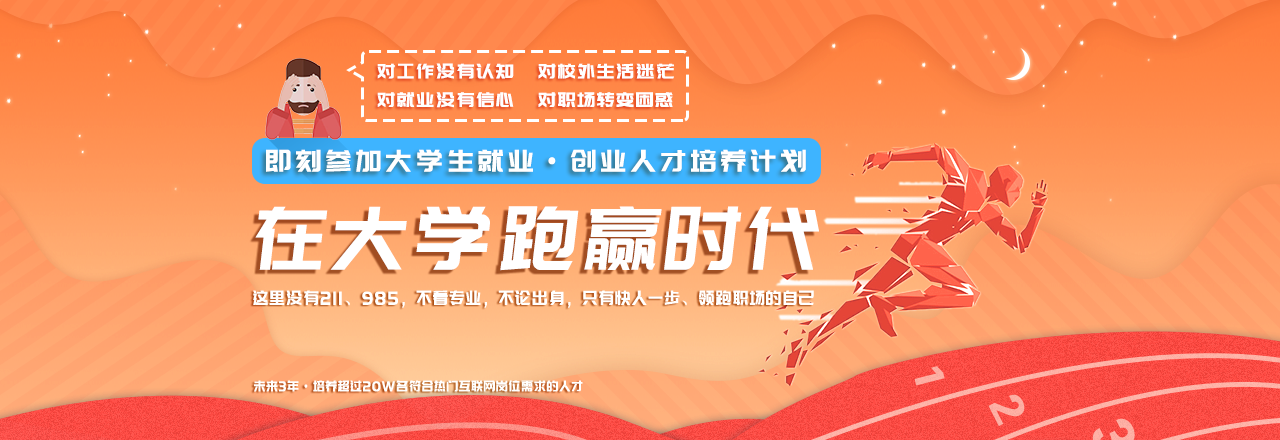 对工作没有认知 对校外生活迷茫
对就业没有信心 对职场转变困惑
即刻参加大学生就业·创业人才培养计划
在大学跑赢时代
这里没有211、985，不看专业，不论出身，只有快人一步、领跑职场的自己
未来3年·培养超过20W名符合热门互联网岗位需求的人才
1
2
3